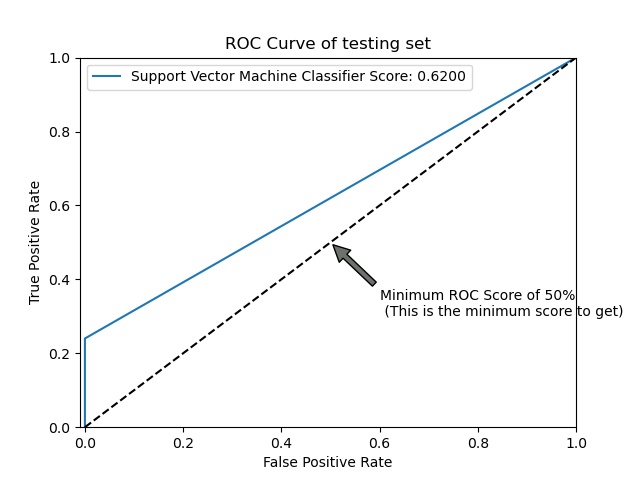 ROC Curve of testing set
Support Vector Machine Classifier Score: 0.6200
1.0
0.8
0.6
0.4
0.2
0.0
True Positive Rate
Minimum ROC Score of 50%
(This is the minimum score to get)
0.0 0.2 0.4 0.6 0.8 1.0
False Positive Rate